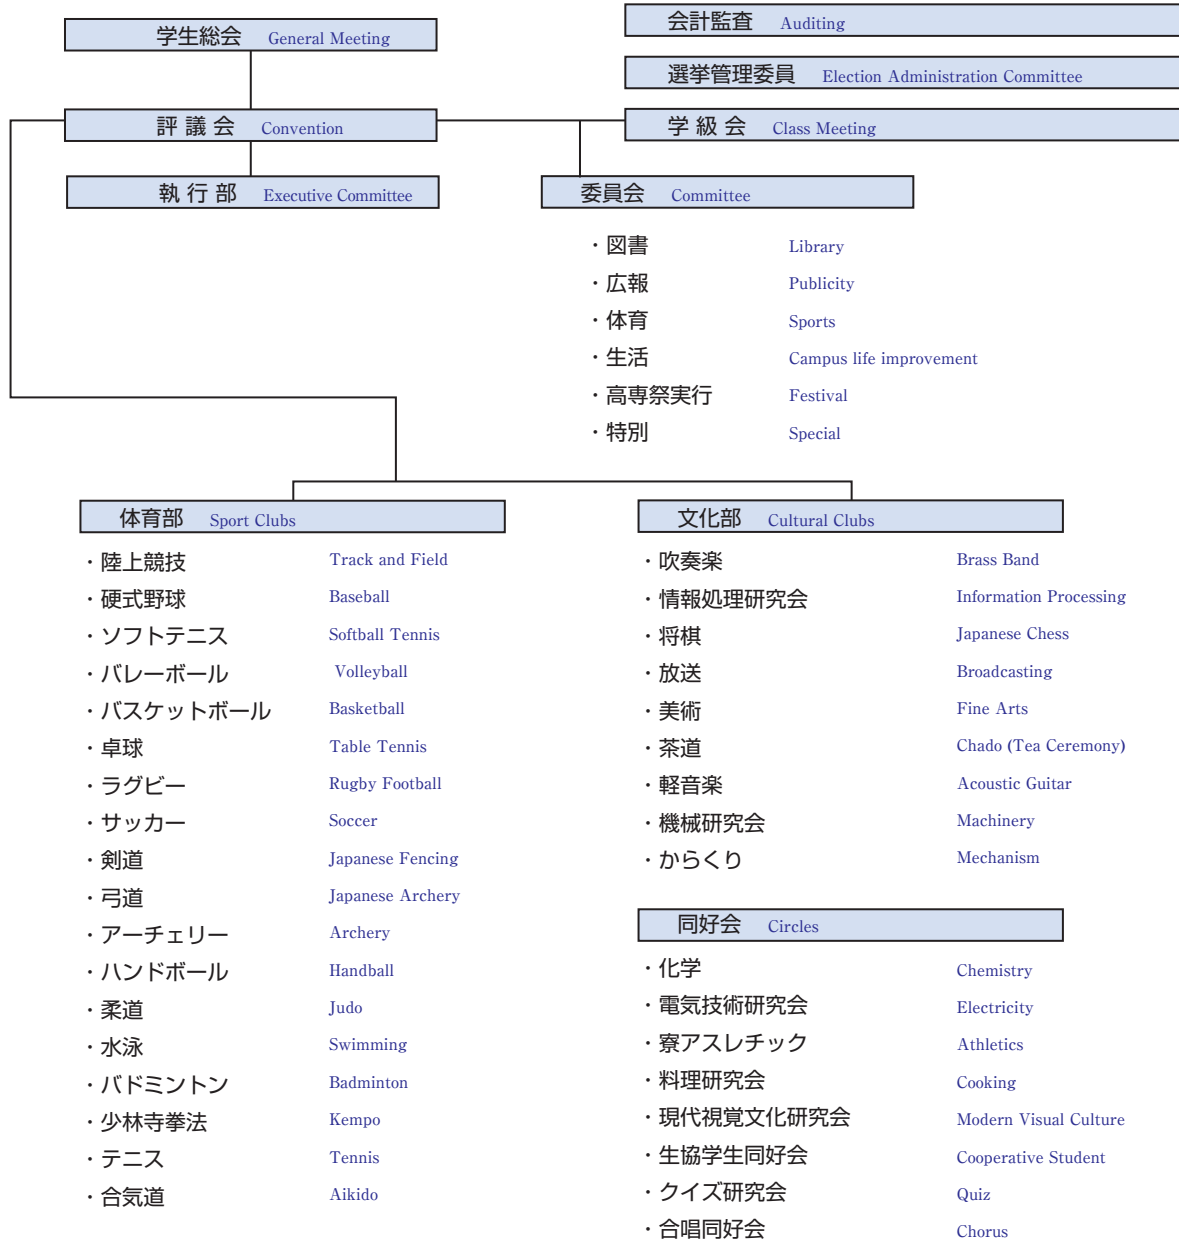 学生総会 General Meeting
会計監査 Auditing
選挙管理委員 Election Administration Committee
評 議 会 Convention
学 級 会 Class Meeting
執 行 部 Executive Committee
委員会 Committee
・図書 Library
・広報 Publicity
・体育 Sports
・生活 Campus life improvement
・高専祭実行 Festival
・特別 Special
体育部 Sport Clubs
・陸上競技 Track and Field
・硬式野球 Baseball
・ソフトテニス Softball Tennis
・バレーボール Volleyball
・バスケットボール Basketball
・卓球 Table Tennis
・ラグビー Rugby Football
・サッカー Soccer
・剣道 Japanese Fencing
・弓道 Japanese Archery
・アーチェリー Archery
・ハンドボール Handball
・柔道 Judo
・水泳 Swimming
・バドミントン Badminton
・少林寺拳法 Kempo
・テニス Tennis
・合気道 Aikido
文化部 Cultural Clubs
・吹奏楽 Brass Band
・情報処理研究会 Information Processing
・将棋 Japanese Chess
・放送 Broadcasting
・美術 Fine Arts
・茶道 Chado (Tea Ceremony)
・軽音楽 Acoustic Guitar
・機械研究会 Machinery
・からくり Mechanism
同好会 Circles
・化学 Chemistry
・電気技術研究会 Electricity
・寮アスレチック Athletics
・料理研究会 Cooking
・現代視覚文化研究会 Modern Visual Culture
・生協学生同好会 Cooperative Student
・クイズ研究会 Quiz
・合唱同好会 Chorus